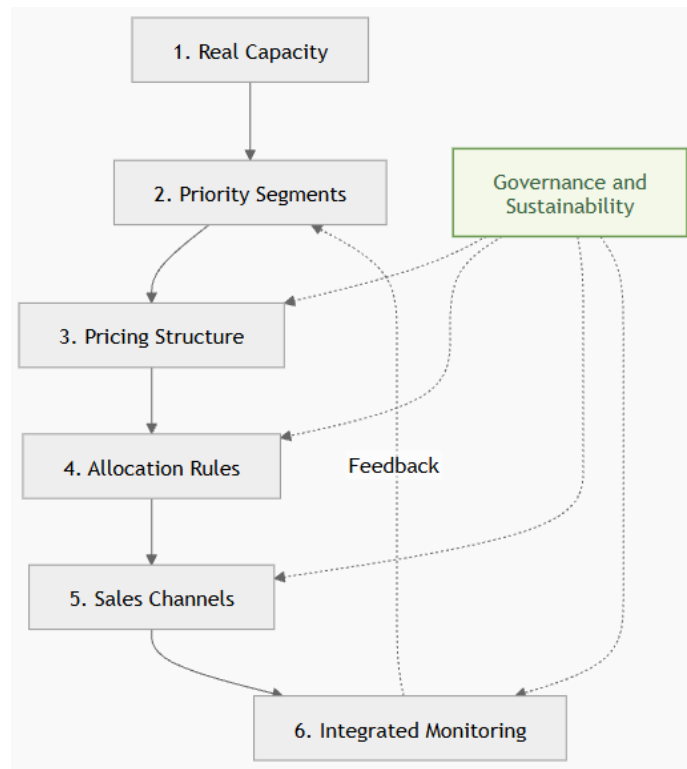 1. Real Capacity
2. Priority Segments
Governance and
Sustainability
3. Pricing Structure
4. Allocation Rules
Feedback
5. Sales Channels
6. Integrated Monitoring